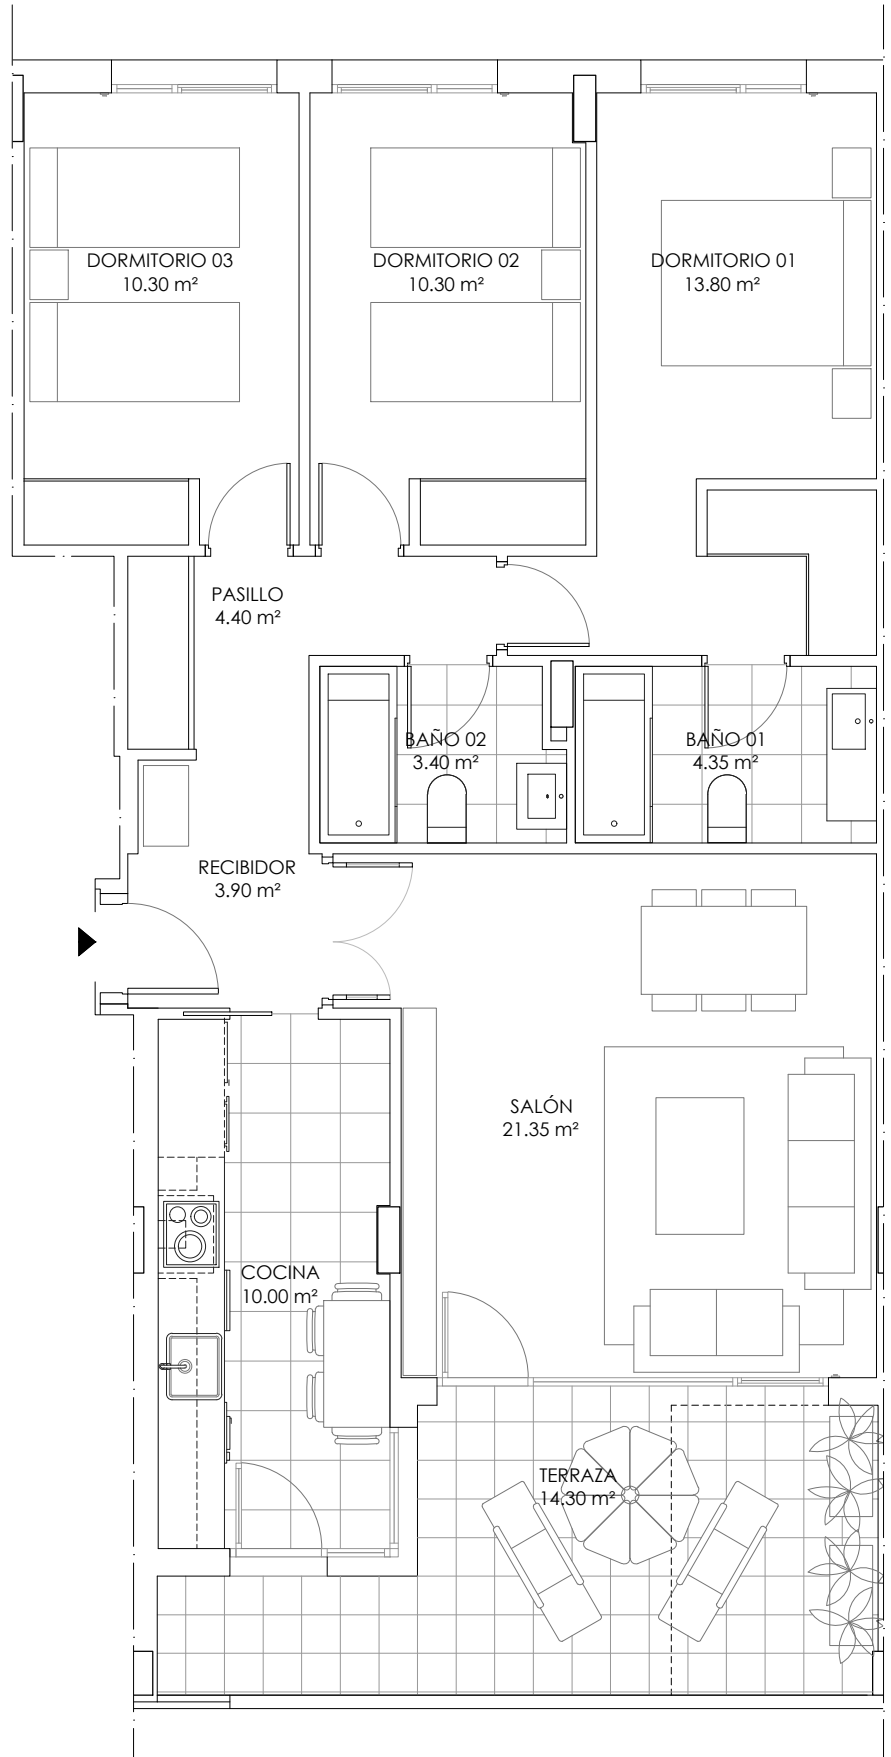 DORMITORIO 03
10.30 m²
DORMITORIO 02
10.30 m²
DORMITORIO 01
13.80 m²
PASILLO
4.40 m²
BAÑO 02
3.40 m²
BAÑO 01
4.35 m²
RECIBIDOR
3.90 m²
SALÓN
21.35 m²
COCINA
10.00 m²
TERRAZA
14.30 m²